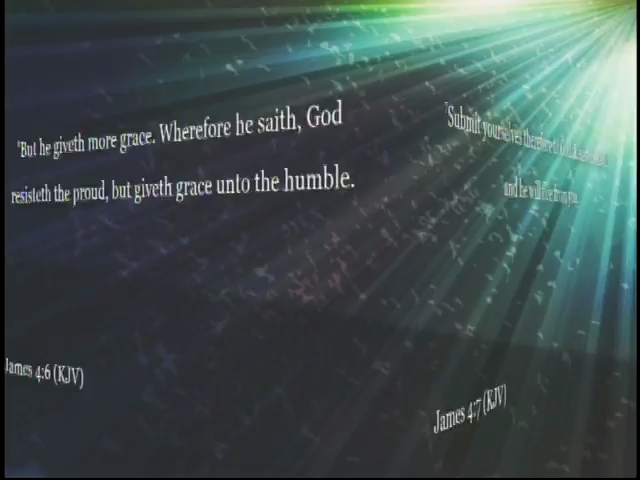 "But he giveth more grace. Wherefore he saith, God
resisteth the proud, but giveth grace unto the humble.
James 4:6 (KJV)
"Submit yourselves therefore to
and he will flee from you.
James 4:7 (KJV)